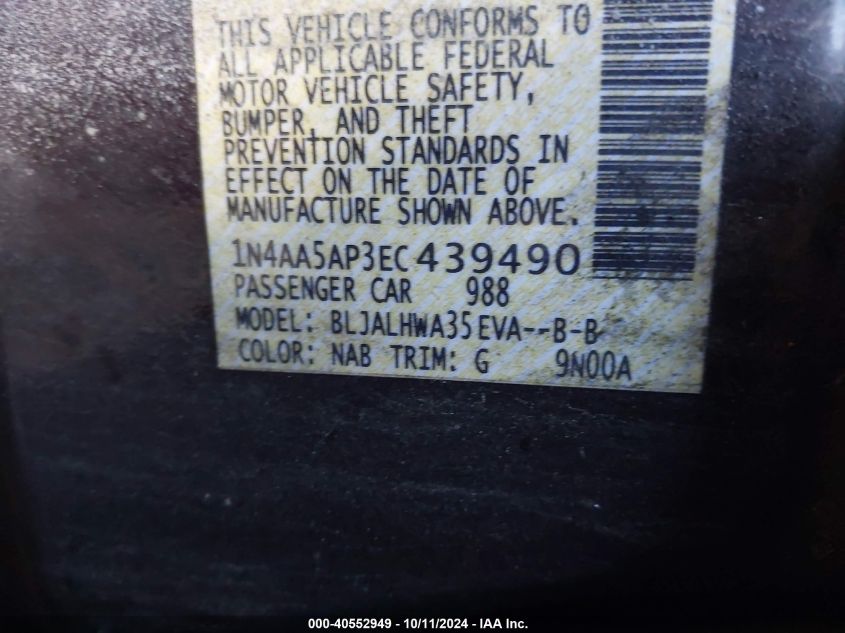 THIS VEHICLE CONFORMS TO
ALL APPLICABLE FEDERAL
MOTOR VEHICLE SAFETY,
BUMPER, AND THEFT
PREVENTION STANDARDS IN
EFFECT ON THE DATE OF
MANUFACTURE SHOWN ABOVE.
1N4AA5AP3EC439490
PASSENGER CAR 988
MODEL: BLJALHWA35EVA--B-B
COLOR: NAB TRIM: G 9N00A
000-40552949 - 10/11/2024 - IAA Inc.